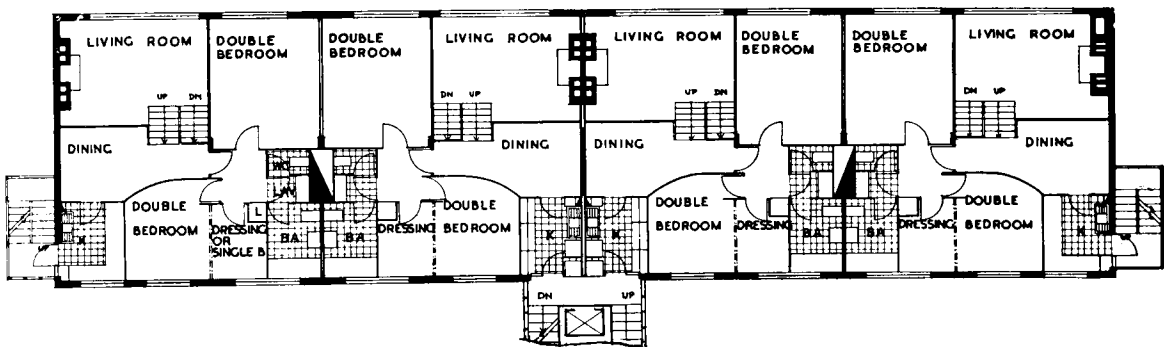 LIVING ROOM
DOUBLE
BEDROOM
DOUBLE
BEDROOM
LIVING ROOM
LIVING ROOM
DOUBLE
BEDROOM
DOUBLE
BEDROOM
LIVING ROOM
UP DN
DN UP
UP DN
DN UP
DINING
DINING
DINING
DINING
WC
LAV
DOUBLE
BEDROOM
L
DRESSING
OR
SINGLE B
BA
BA
DRESSING
DOUBLE
BEDROOM
K
K
K
DOUBLE
BEDROOM
DRESSING
BA
BA
DRESSING
DOUBLE
BEDROOM
K
UP
UP
DN
UP